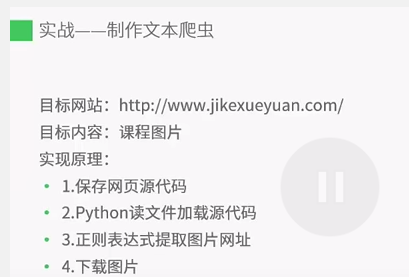 实战——制作文本爬虫
目标网站：http://www.jikexueyuan.com/
目标内容：课程图片
实现原理：
• 1.保存网页源代码
• 2.Python读文件加载源代码
• 3.正则表达式提取图片网址
• 4.下载图片